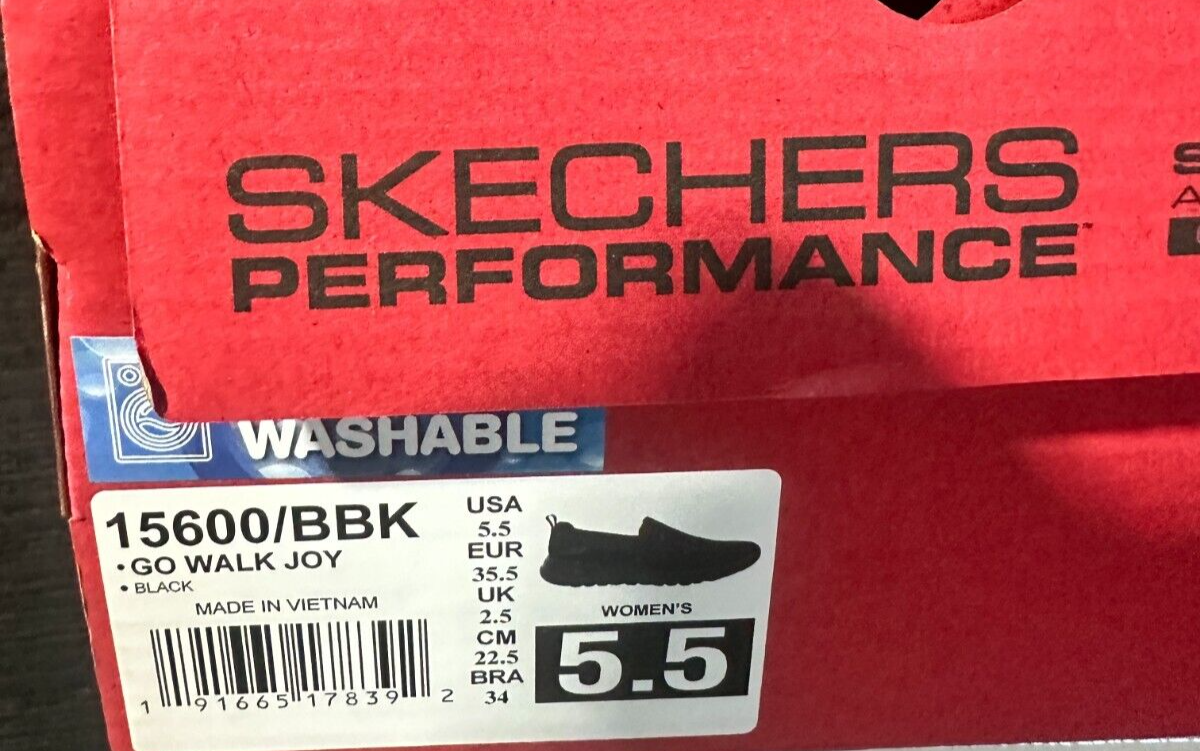 SKECHERS
PERFORMANCE
WASHABLE
15600/BBK
• GO WALK JOY
• BLACK
MADE IN VIETNAM
1 91665 17839 2
USA
5.5
EUR
35.5
UK
2.5
CM
22.5
BRA
34
WOMEN'S
5.5